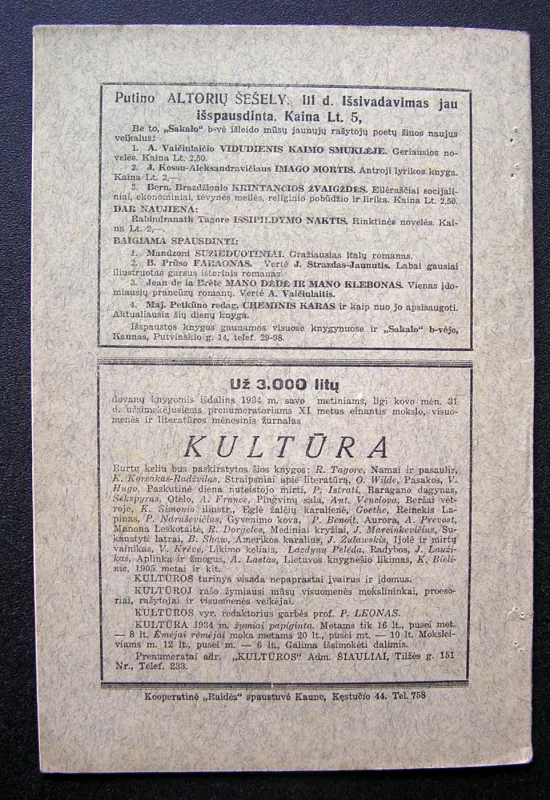 Putino ALTORIŲ ŠEŠELY. III d. Išsivadavimas jau
išspausdinta. Kaina Lt. 5,
Be to, „Sakalo" b-vė išleido mūsų jaunųjų rašytojų poetų šiuos naujus
veikalus:
1. A. Vaičiulaičio VIDUDIENIS KAIMO SMUKLĖJE. Geriausios no-
velės. Kaina Lt. 2,50.
2. J. Kossu-Aleksandravičiaus IMAGO MORTIS. Antroji lyrikos knyga.
Kaina Lt. 2,—.
3. Bern. Brazdžionio KRINTANČIOS ŽVAIGŽDĖS. Eilėraščiai socijali-
niai, ekonominiai, tėvynės meilės, religinio pobūdžio ir lirika. Kaina Lt. 2,50.
DAR NAUJIENA:
Rabindranath Tagore IŠSIPILDYMO NAKTIS. Rinktinės novelės. Kai-
na Lt. 2,—.
BAIGIAMA SPAUSDINTI:
1. Mandzoni SUŽIEDUOTINIAI. Gražiausias italų romanas.
2. B. Prūso FARAONAS. Vertė J. Strazdas-Jaunutis. Labai gausiai
iliustruotas garsus istorinis romanas.
3. Jean de la Brète MANO DĖDĖ IR MANO KLEBONAS. Vienas įdo-
miausių prancūzų romanų. Vertė A. Vaičiulaitis.
4. Maj. Petkūno redag. CHEMINIS KARAS ir kaip nuo jo apsisaugoti.
Aktualiausia šių dienų knyga.
Išspaustos knygos gaunamos visuose knygynuose ir „Sakalo" b-vėje,
Kaunas, Putvinskio g. 14, telef. 29-98.
Už 3.000 litų
dovanų knygomis išdalins 1934 m. savo metiniams, ligi kovo mėn. 31
d. užsimokėjusiems prenumeratoriams XI metus einantis mokslo, visuo-
menės ir literatūros mėnesinis žurnalas
KULTŪRA
Burtų keliu bus paskirstytos šios knygos: R. Tagore, Namai ir pasaulis,
K. Korsakas-Radžvilas, Straipsniai apie literatūrą, O. Wilde, Pasakos, V.
Hugo, Paskutinė diena nuteistojo mirti, P. Istrati, Baragano dagynas,
Šekspyras, Otelo, A. France, Pingvinų sala, Ant. Venclova, Beržai vėt-
roje, K. Šimonio iliustr., Eglė žalčių karalienė, Goethe, Reinekis La-
pinas, P. Naruševičius, Gyvenimo kova, P. Benoit, Aurora, A. Prevost,
Manona Leskotaitė, R. Dorgeles, Mediniai kryžiai, J. Marcinkevičius, Su-
kaustyti latrai, B. Shaw, Amerikos karalius, J. Žulawskis, Ijolė ir mirtų
vainikas, V. Krėvė, Likimo keliais, Lazdynų Pelėda, Radybos, J. Lauži-
kas, Aplinka ir žmogus, A. Lastas, Lietuvos knygnešio likimas, K. Bieli-
nis, 1905 metai ir kit.
KULTŪROS turinys visada nepaprastai įvairus ir įdomus.
KULTŪROJ rašo žymiausi mūsų visuomenės mokslininkai, proeso-
riai, rašytojai ir visuomenės veikėjai.
KULTŪROS vyr. redaktorius garbės prof. P. LEONAS.
KULTŪRA 1934 m. žymiai papiginta. Metams tik 16 lt., pusei met.
— 8 lt. Ėmėjai rėmėjai moka metams 20 lt., pusei mt. — 10 lt. Mokslei-
viams m. 12 lt., pusei m. — 6 lt., Galima išsimokėti dalimis.
Prenumeratai adr. „KULTŪROS" Adm. ŠIAULIAI, Tilžės g. 151
Nr., Telef. 233.
Kooperatinė „Raidės" spaustuvė Kaune, Kęstučio 44. Tel. 758